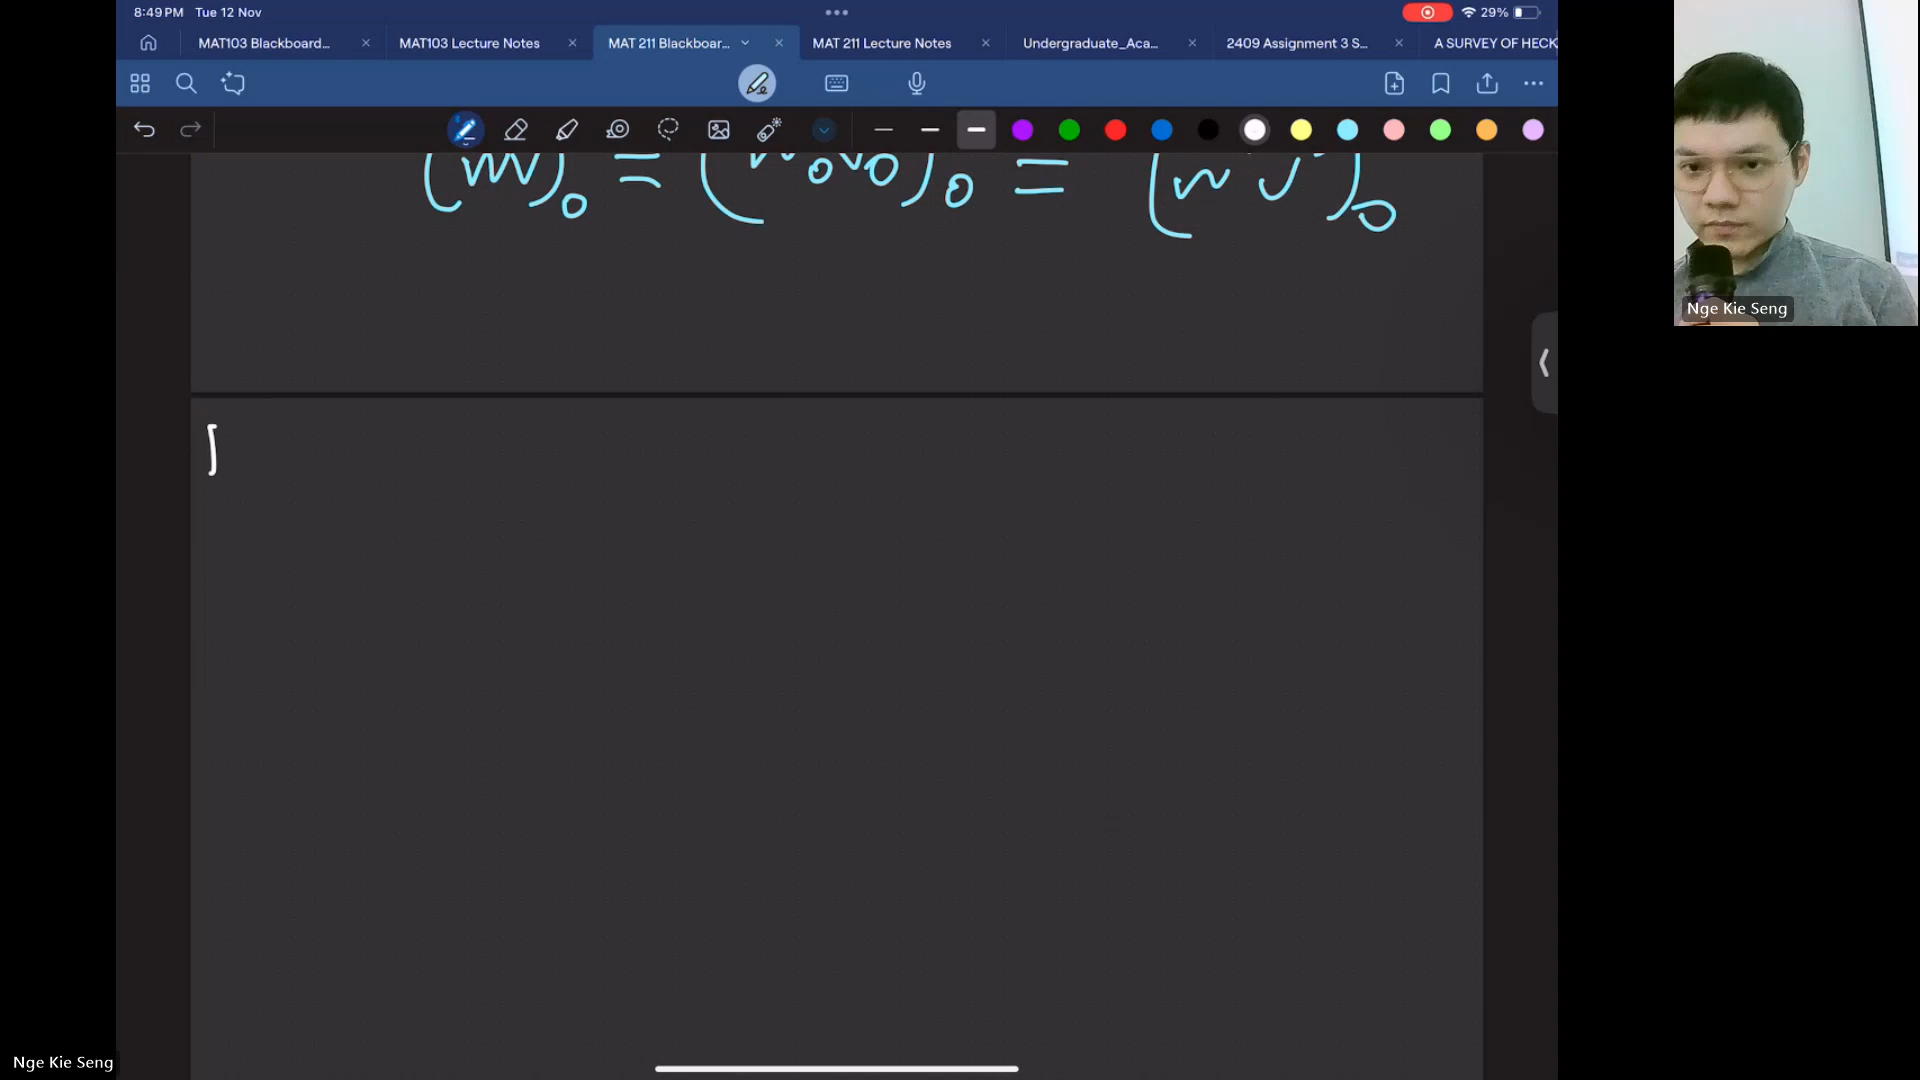 8:49 PM Tue 12 Nov 29%
MAT103 Blackboard... MAT103 Lecture Notes MAT 211 Blackboar... MAT 211 Lecture Notes Undergraduate_Aca... 2409 Assignment 3 S... A SURVEY OF HECK
Nge Kie Seng
Nge Kie Seng